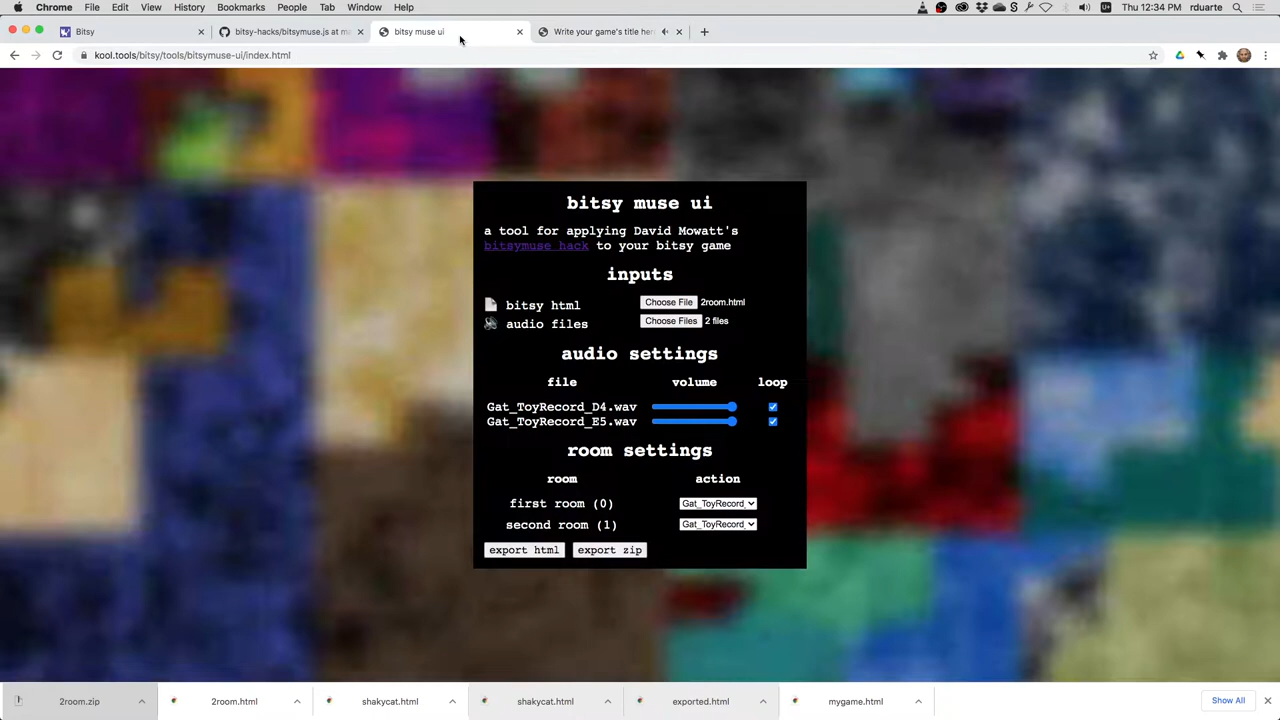 Chrome File Edit View History Bookmarks People Tab Window Help Thu 12:34 PM rduarte
Bitsy bitsy-hacks/bitsymuse.js at ma bitsy muse ui Write your game's title here
kool.tools/bitsy/tools/bitsymuse-ui/index.html
bitsy muse ui
a tool for applying David Mowatt's
bitsymuse hack to your bitsy game
inputs
bitsy html Choose File 2room.html
audio files Choose Files 2 files
audio settings
file volume loop
Gat_ToyRecord_D4.wav
Gat_ToyRecord_E5.wav
room settings
room action
first room (0) Gat_ToyRecord_
second room (1) Gat_ToyRecord_
export html export zip
2room.zip 2room.html shakycat.html shakycat.html exported.html mygame.html Show All